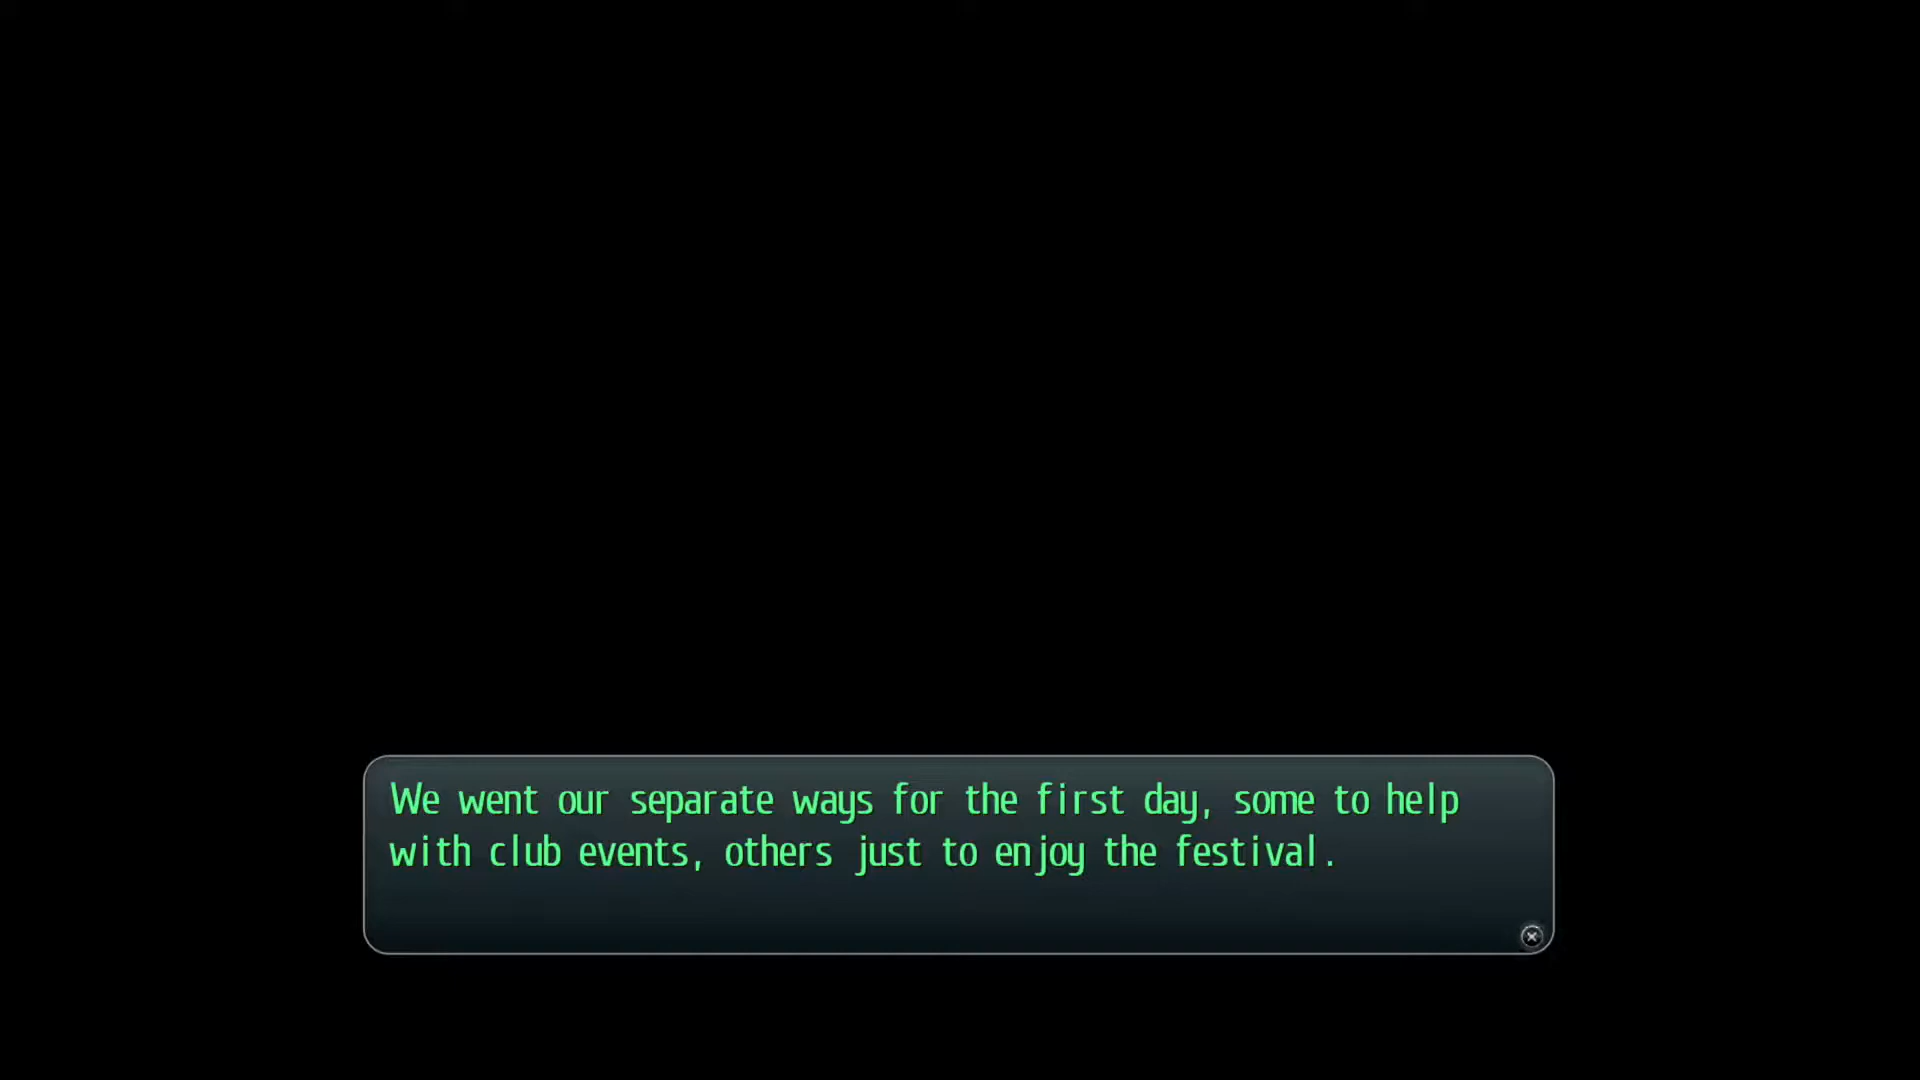 We went our separate ways for the first day, some to help
with club events, others just to enjoy the festival.